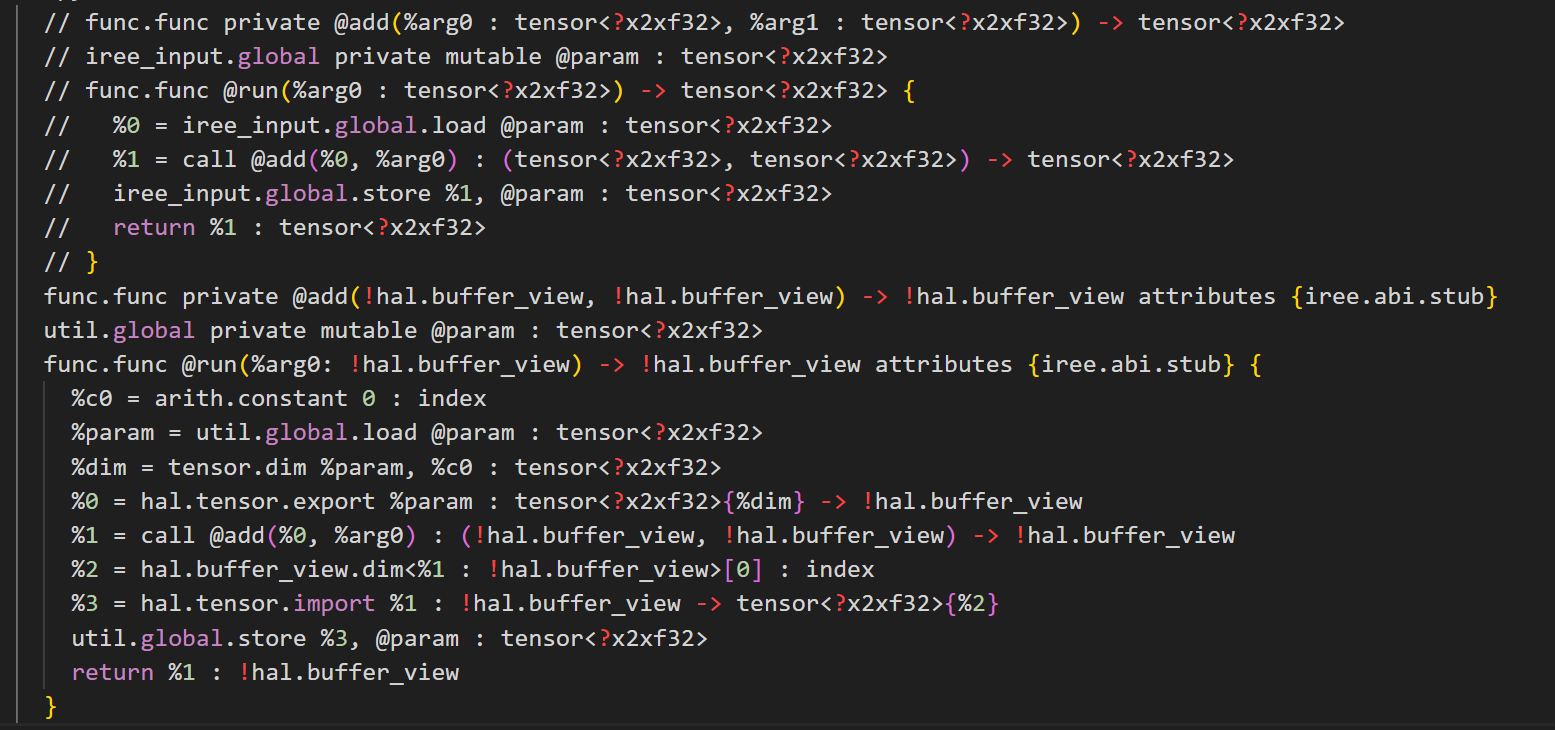 // func.func private @add(%arg0 : tensor<?x2xf32>, %arg1 : tensor<?x2xf32>) -> tensor<?x2xf32>
// iree_input.global private mutable @param : tensor<?x2xf32>
// func.func @run(%arg0 : tensor<?x2xf32>) -> tensor<?x2xf32> {
//   %0 = iree_input.global.load @param : tensor<?x2xf32>
//   %1 = call @add(%0, %arg0) : (tensor<?x2xf32>, tensor<?x2xf32>) -> tensor<?x2xf32>
//   iree_input.global.store %1, @param : tensor<?x2xf32>
//   return %1 : tensor<?x2xf32>
// }
func.func private @add(!hal.buffer_view, !hal.buffer_view) -> !hal.buffer_view attributes {iree.abi.stub}
util.global private mutable @param : tensor<?x2xf32>
func.func @run(%arg0: !hal.buffer_view) -> !hal.buffer_view attributes {iree.abi.stub} {
  %c0 = arith.constant 0 : index
  %param = util.global.load @param : tensor<?x2xf32>
  %dim = tensor.dim %param, %c0 : tensor<?x2xf32>
  %0 = hal.tensor.export %param : tensor<?x2xf32>{%dim} -> !hal.buffer_view
  %1 = call @add(%0, %arg0) : (!hal.buffer_view, !hal.buffer_view) -> !hal.buffer_view
  %2 = hal.buffer_view.dim<%1 : !hal.buffer_view>[0] : index
  %3 = hal.tensor.import %1 : !hal.buffer_view -> tensor<?x2xf32>{%2}
  util.global.store %3, @param : tensor<?x2xf32>
  return %1 : !hal.buffer_view
}